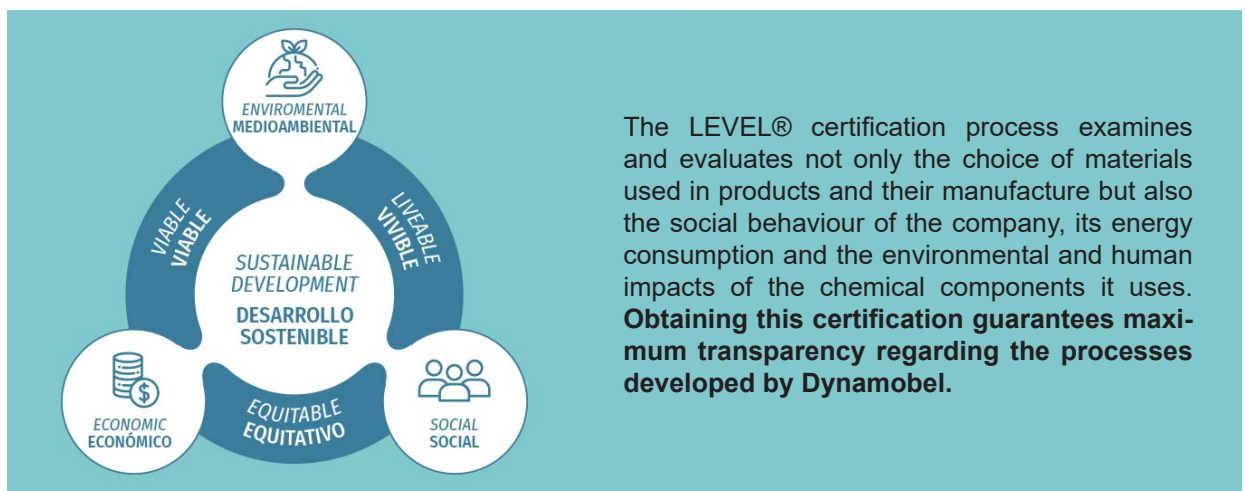 ENVIROMENTAL
MEDIOAMBIENTAL
VIABLE
VIABLE
LIVEABLE
VIVIBLE
SUSTAINABLE
DEVELOPMENT
DESARROLLO
SOSTENIBLE
$
ECONOMIC
ECONÓMICO
EQUITABLE
EQUITATIVO
SOCIAL
SOCIAL
The LEVEL® certification process examines
and evaluates not only the choice of materials
used in products and their manufacture but also
the social behaviour of the company, its energy
consumption and the environmental and human
impacts of the chemical components it uses.
Obtaining this certification guarantees maxi-
mum transparency regarding the processes
developed by Dynamobel.